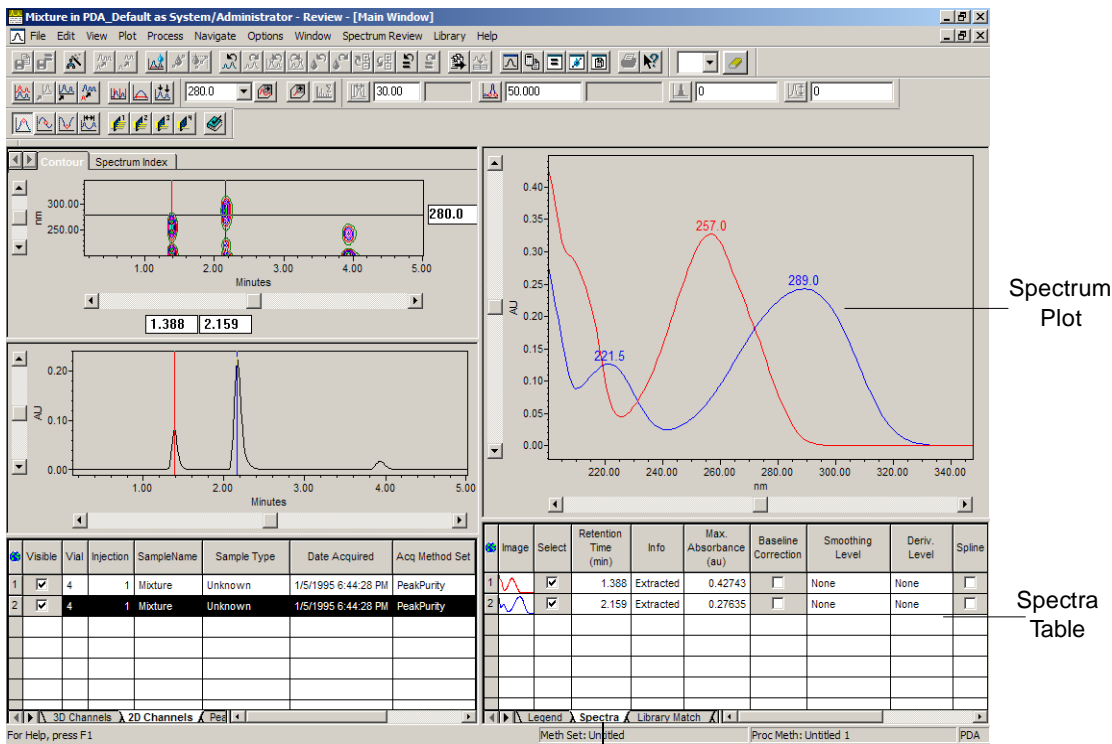 Mixture in PDA_Default as System/Administrator - Review - [Main Window]
File Edit View Plot Process Navigate Options Window Spectrum Review Library Help
280.0 30.00 50.000 0 0
1 2 3 4
Contour Spectrum Index
300.00
250.00
nm
280.0
1.00 2.00 3.00 4.00 5.00
Minutes
1.388 2.159
0.20
0.10
0.00
AU
1.00 2.00 3.00 4.00 5.00
Minutes
0.40
0.35
0.30
0.25
0.20
0.15
0.10
0.05
0.00
AU
257.0
289.0
221.5
220.00 240.00 260.00 280.00 300.00 320.00 340.00
nm
Spectrum
Plot
Visible Vial Injection SampleName Sample Type Date Acquired Acq Method Set
1 4 1 Mixture Unknown 1/5/1995 6:44:28 PM PeakPurity
2 4 1 Mixture Unknown 1/5/1995 6:44:28 PM PeakPurity
3D Channels 2D Channels Pea
Image Select Retention Time (min) Info Max. Absorbance (au) Baseline Correction Smoothing Level Deriv. Level Spline
1 1.388 Extracted 0.42743 None None
2 2.159 Extracted 0.27635 None None
Spectra
Table
Legend Spectra Library Match
For Help, press F1
Meth Set: Untitled
Proc Meth: Untitled 1
PDA